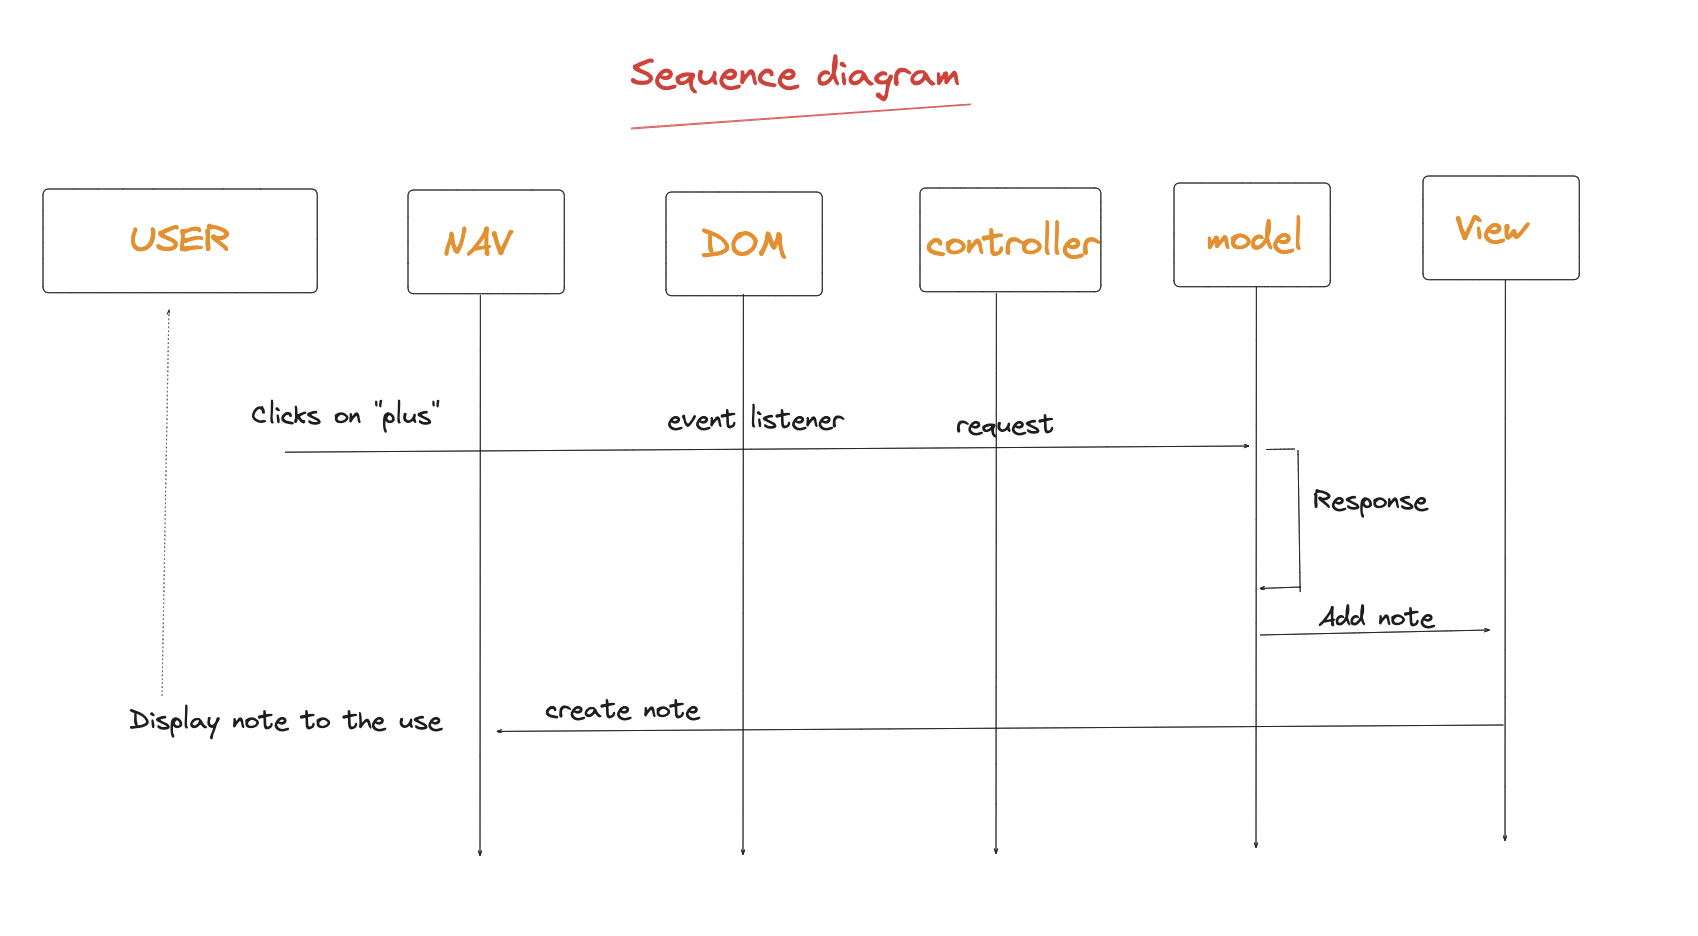 Sequence diagram
USER
NAV
DOM
controller
model
View
Clicks on "plus"
event listener
request
Response
Add note
create note
Display note to the use